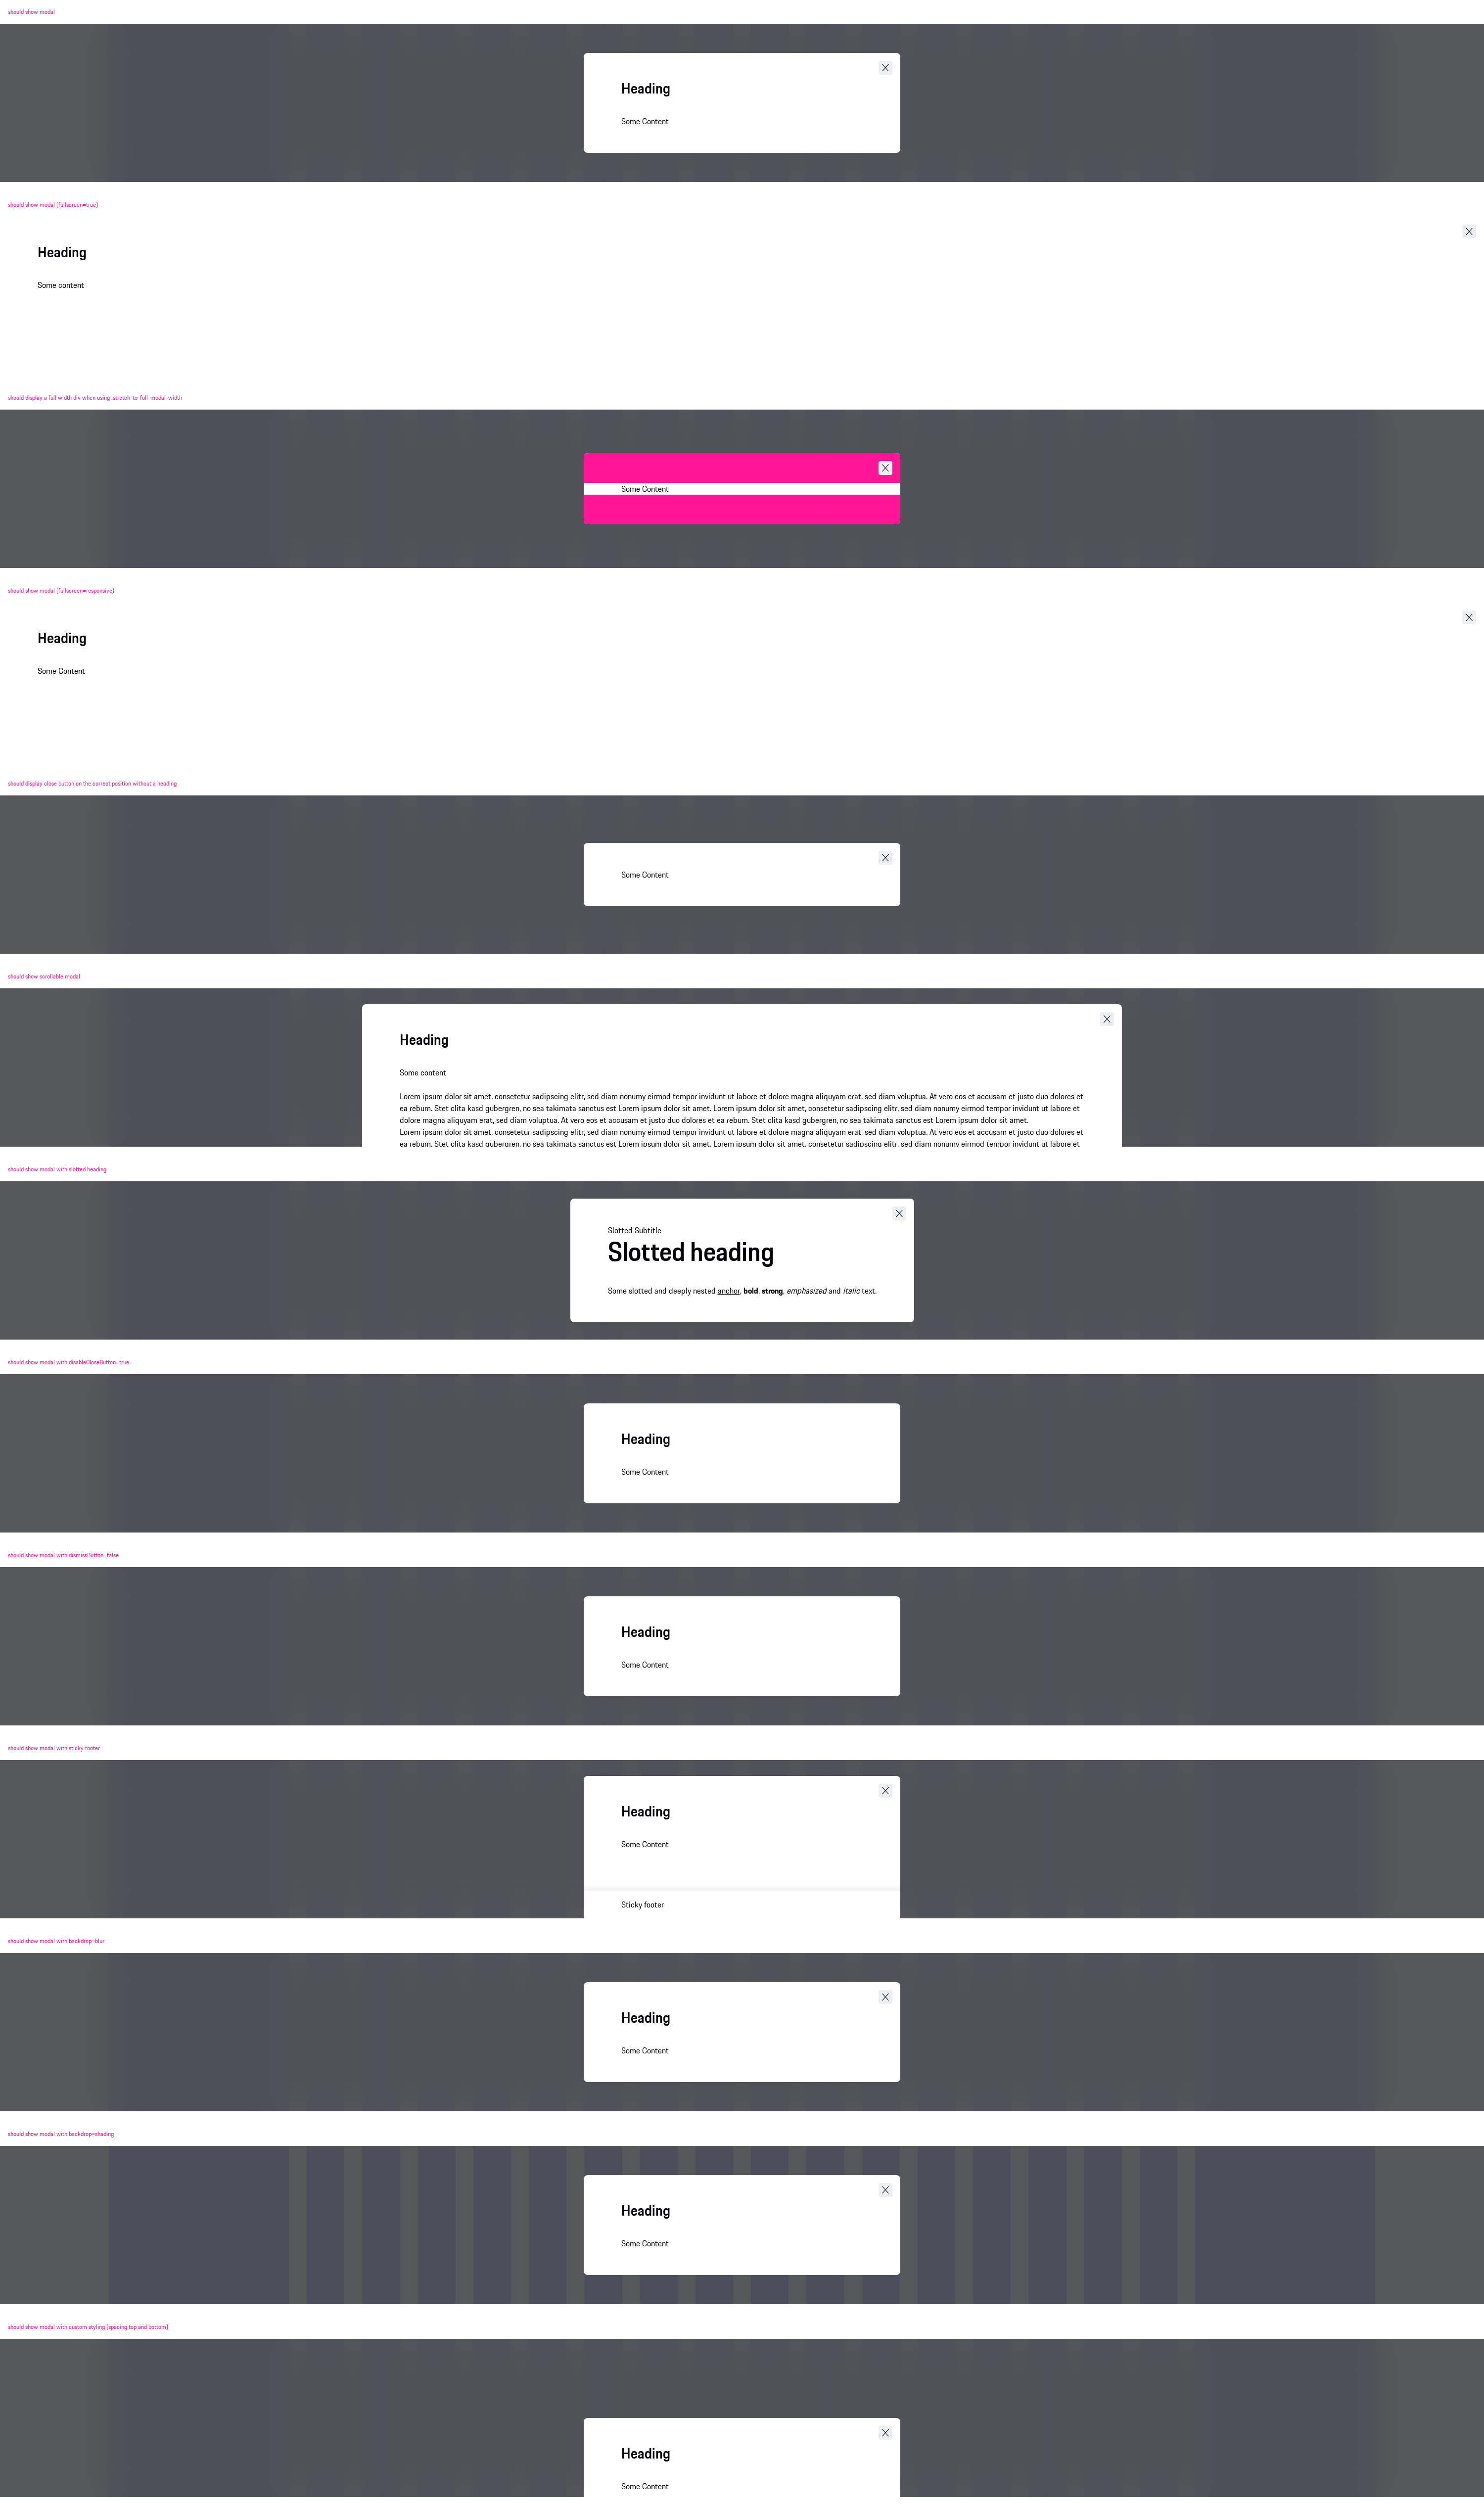 should show modal
Heading
Some Content
should show modal (fullscreen=true)
Heading
Some content
should display a full width div when using .stretch-to-full-modal-width
Some Content
should show modal (fullscreen=responsive)
Heading
Some Content
should display close button on the correct position without a heading
Some Content
should show scrollable modal
Heading
Some content
Lorem ipsum dolor sit amet, consetetur sadipscing elitr, sed diam nonumy eirmod tempor invidunt ut labore et dolore magna aliquyam erat, sed diam voluptua. At vero eos et accusam et justo duo dolores et
ea rebum. Stet clita kasd gubergren, no sea takimata sanctus est Lorem ipsum dolor sit amet. Lorem ipsum dolor sit amet, consetetur sadipscing elitr, sed diam nonumy eirmod tempor invidunt ut labore et
dolore magna aliquyam erat, sed diam voluptua. At vero eos et accusam et justo duo dolores et ea rebum. Stet clita kasd gubergren, no sea takimata sanctus est Lorem ipsum dolor sit amet.
Lorem ipsum dolor sit amet, consetetur sadipscing elitr, sed diam nonumy eirmod tempor invidunt ut labore et dolore magna aliquyam erat, sed diam voluptua. At vero eos et accusam et justo duo dolores et
ea rebum. Stet clita kasd gubergren, no sea takimata sanctus est Lorem ipsum dolor sit amet. Lorem ipsum dolor sit amet, consetetur sadipscing elitr, sed diam nonumy eirmod tempor invidunt ut labore et
should show modal with slotted heading
Slotted Subtitle
Slotted heading
Some slotted and deeply nested anchor, bold, strong, emphasized and italic text.
should show modal with disableCloseButton=true
Heading
Some Content
should show modal with dismissButton=false
Heading
Some Content
should show modal with sticky footer
Heading
Some Content
Sticky footer
should show modal with backdrop=blur
Heading
Some Content
should show modal with backdrop=shading
Heading
Some Content
should show modal with custom styling (spacing top and bottom)
Heading
Some Content